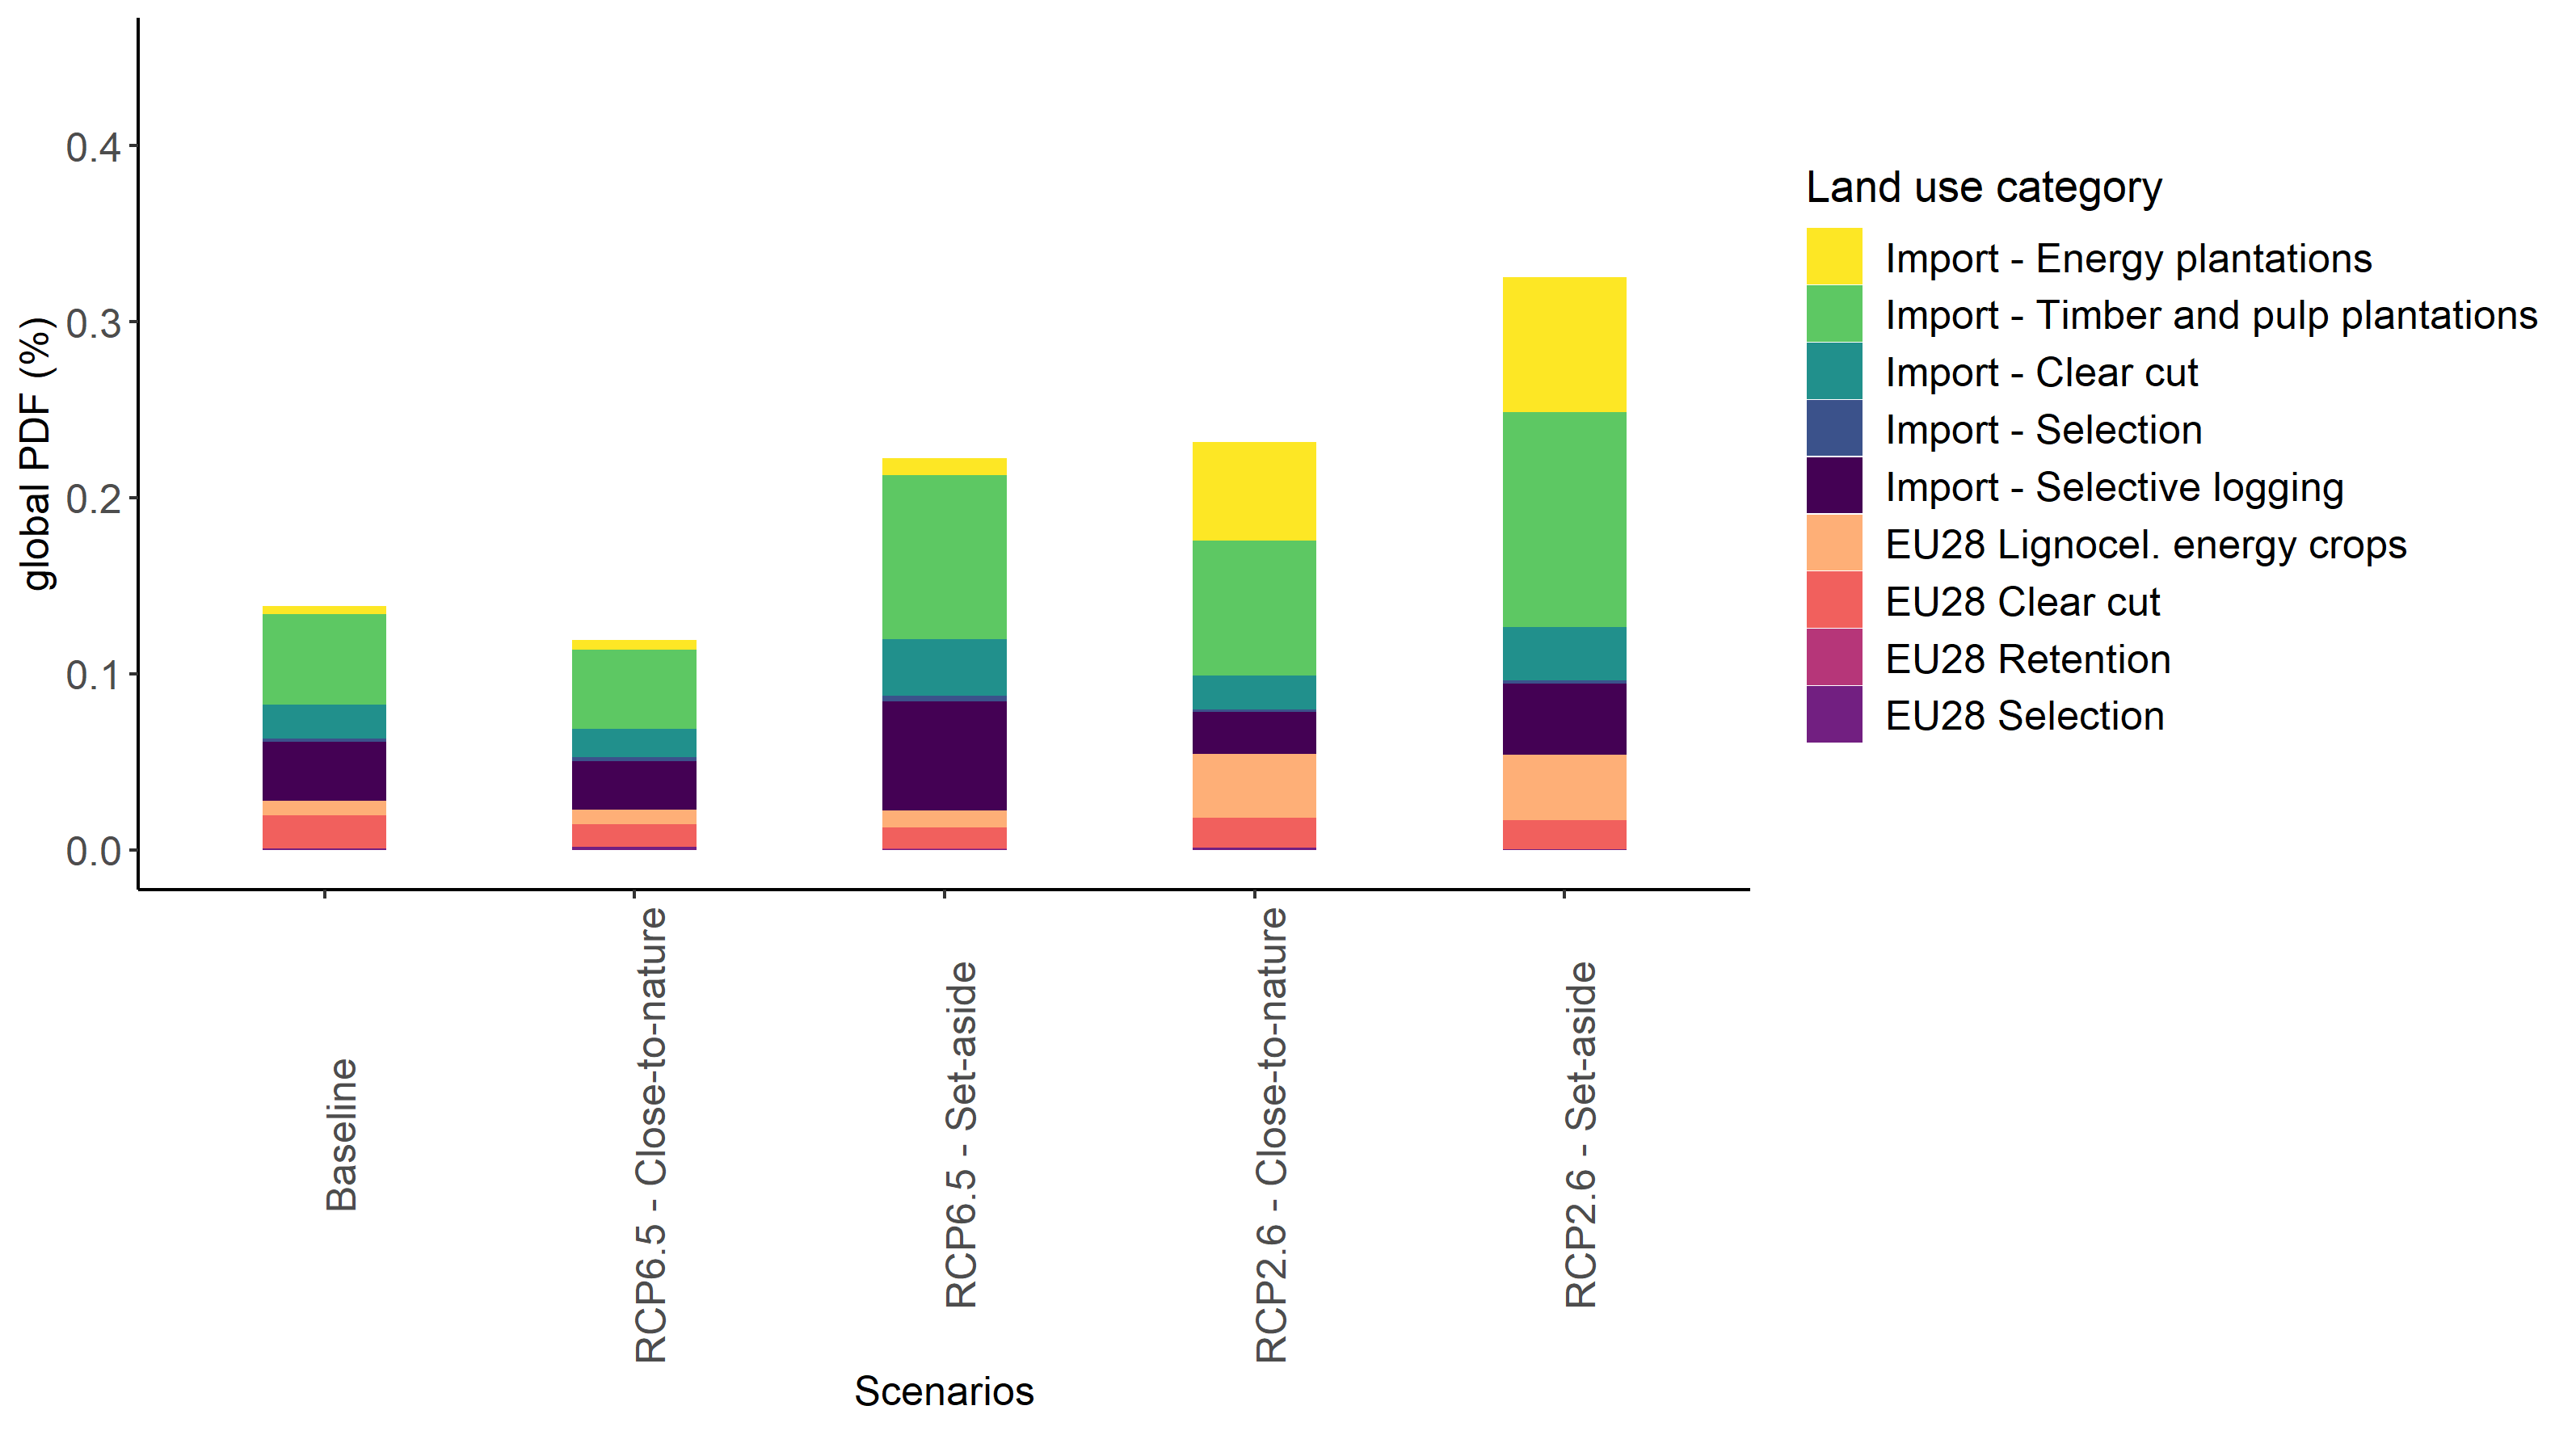 global PDF (%)
0.4
0.3
0.2
0.1
0.0
Baseline
RCP6.5 - Close-to-nature
RCP6.5 - Set-aside
RCP2.6 - Close-to-nature
RCP2.6 - Set-aside
Scenarios
Land use category
Import - Energy plantations
Import - Timber and pulp plantations
Import - Clear cut
Import - Selection
Import - Selective logging
EU28 Lignocel. energy crops
EU28 Clear cut
EU28 Retention
EU28 Selection